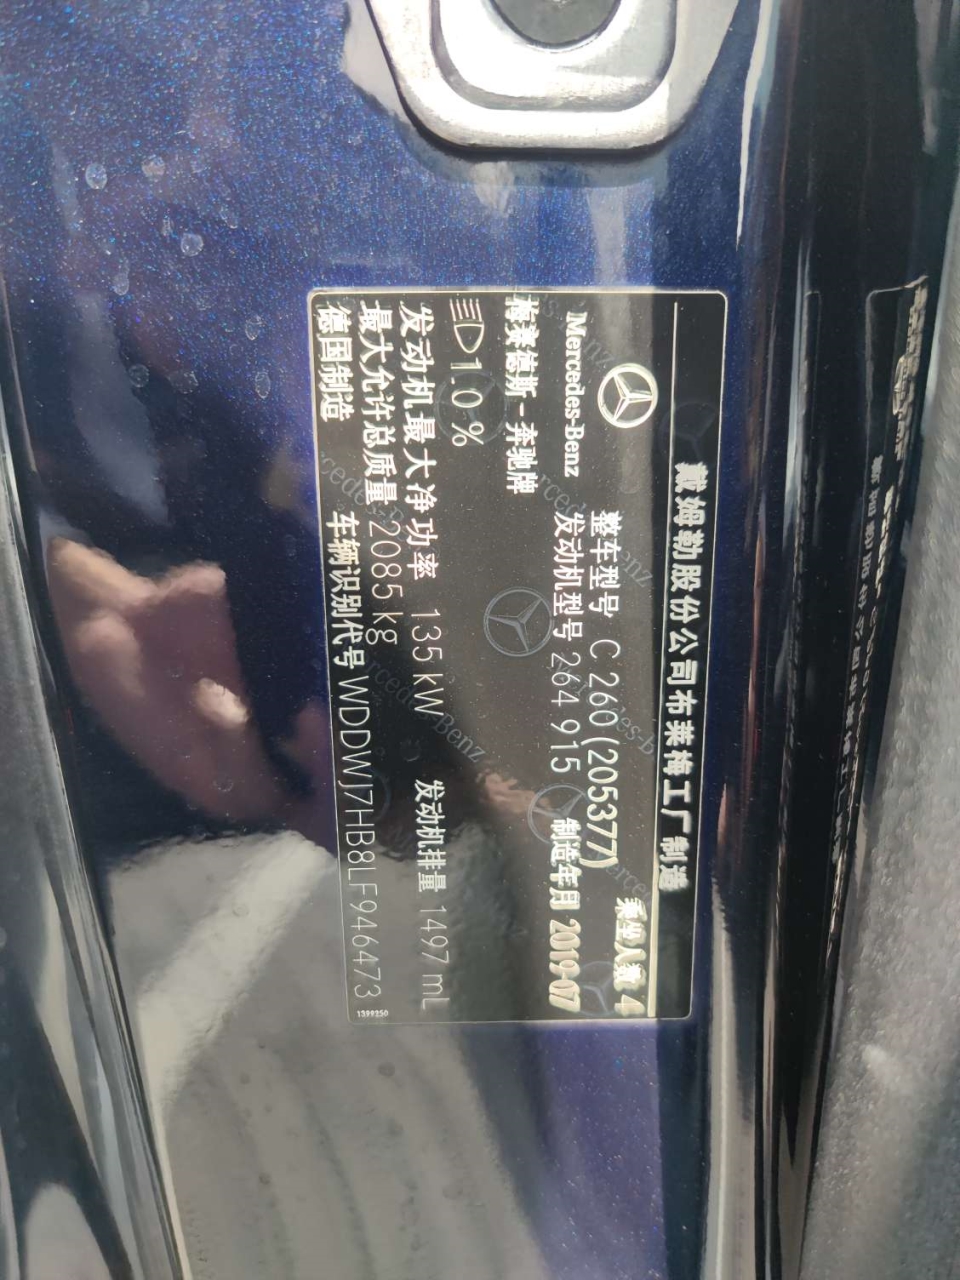 戴姆勒股份公司布莱梅工厂制造
乘坐人数 4
Mercedes-Benz
整车型号 C 260 (205377)
梅赛德斯-奔驰牌
发动机型号 264 915 制造年月 2019-07
1.0 %
发动机最大净功率 135 kW 发动机排量 1497 mL
最大允许总质量 2085 kg
德国制造 车辆识别代号 WDDWJ7HB8LF946473
1399250